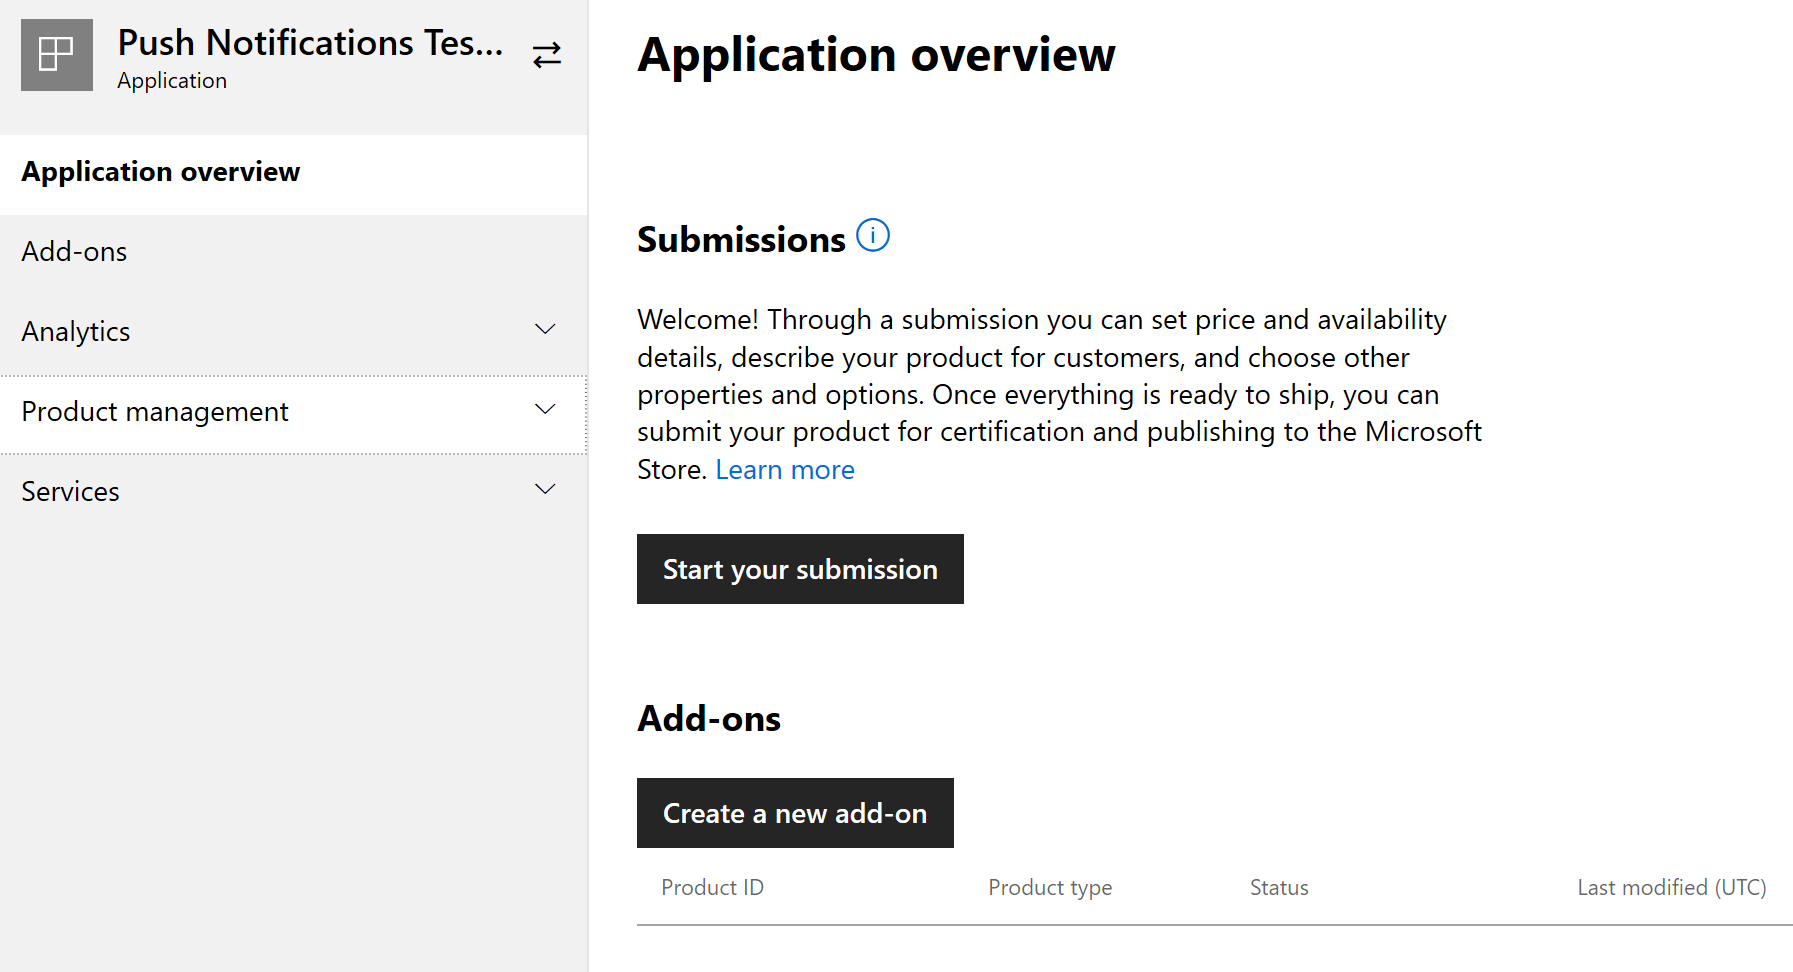 Push Notifications Tes...
Application
Application overview
Add-ons
Analytics
Product management
Services
Application overview
Submissions
Welcome! Through a submission you can set price and availability
details, describe your product for customers, and choose other
properties and options. Once everything is ready to ship, you can
submit your product for certification and publishing to the Microsoft
Store. Learn more
Start your submission
Add-ons
Create a new add-on
Product ID Product type Status Last modified (UTC)